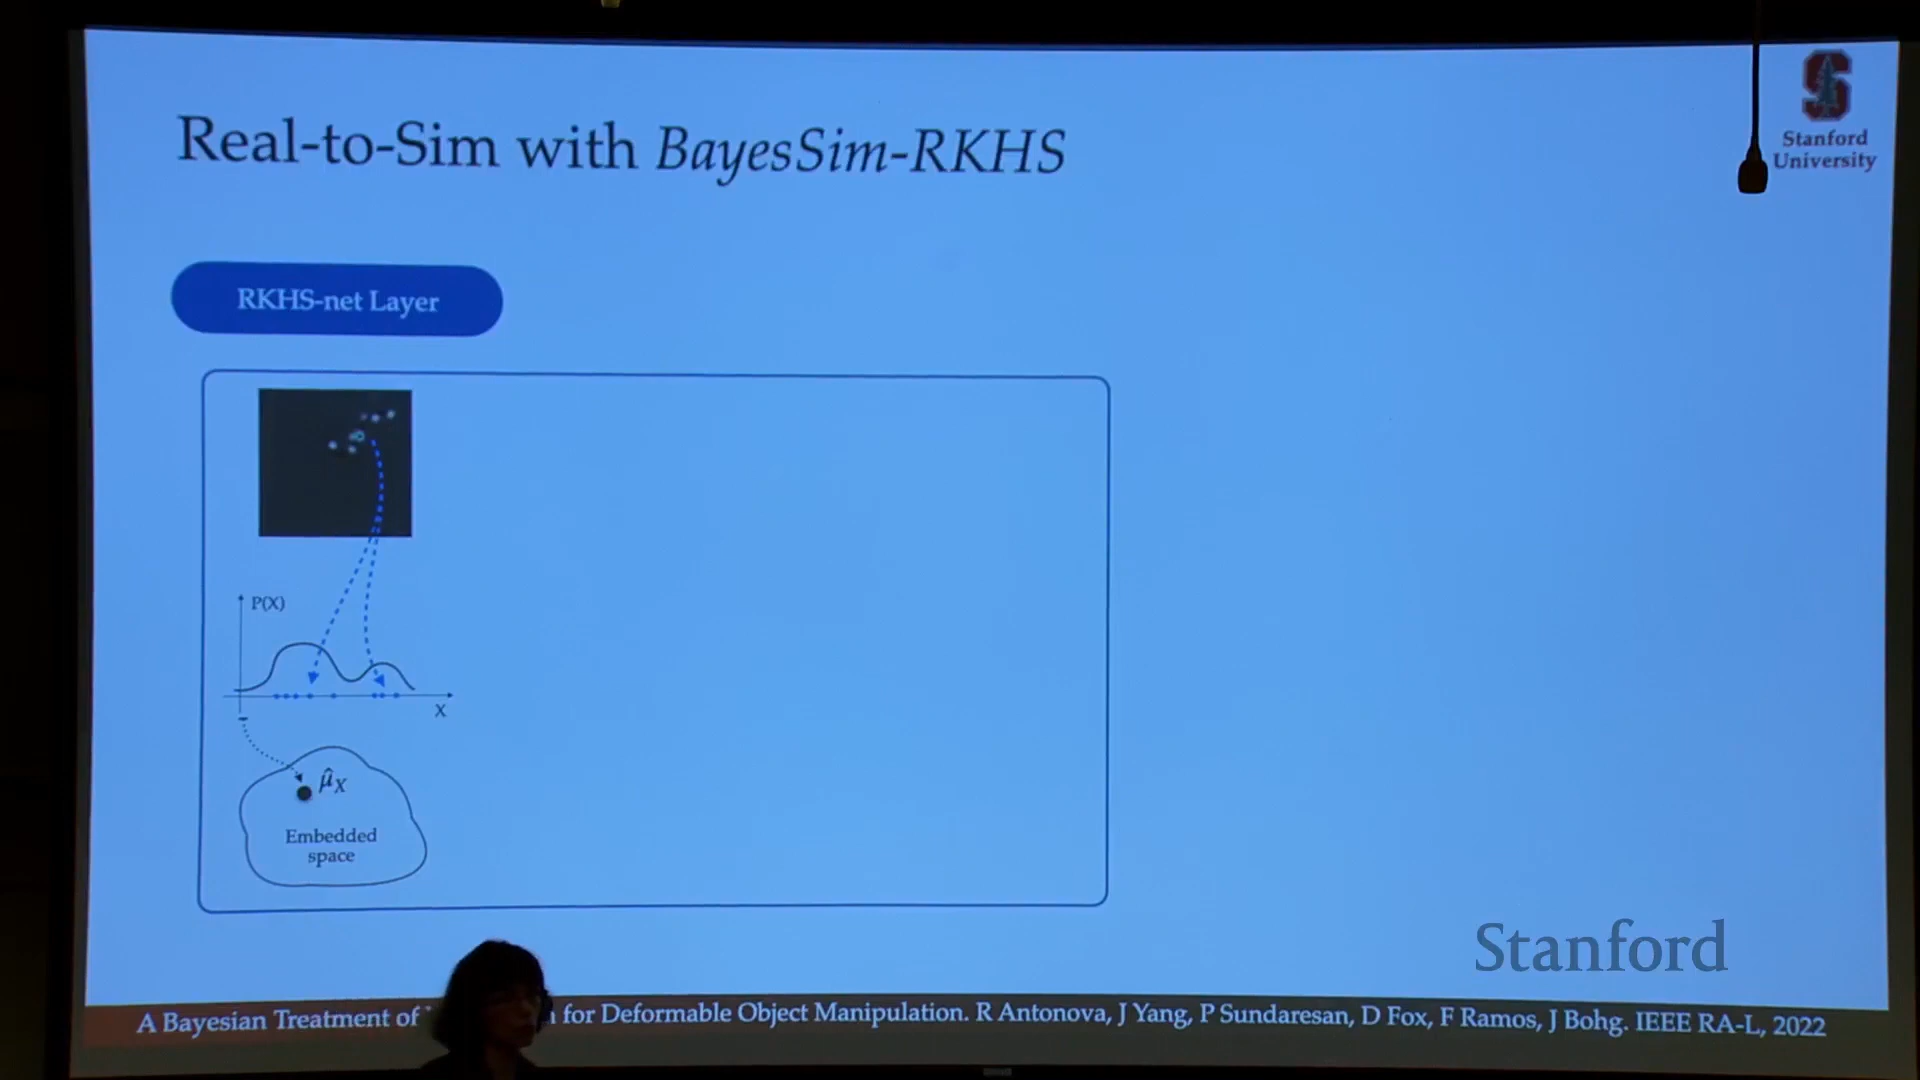 Real-to-Sim with BayesSim-RKHS
Stanford
University
RKHS-net Layer
P(X)
X
μ̂X
Embedded
space
Stanford
A Bayesian Treatment of for Deformable Object Manipulation. R Antonova, J Yang, P Sundaresan, D Fox, F Ramos, J Bohg. IEEE RA-L, 2022